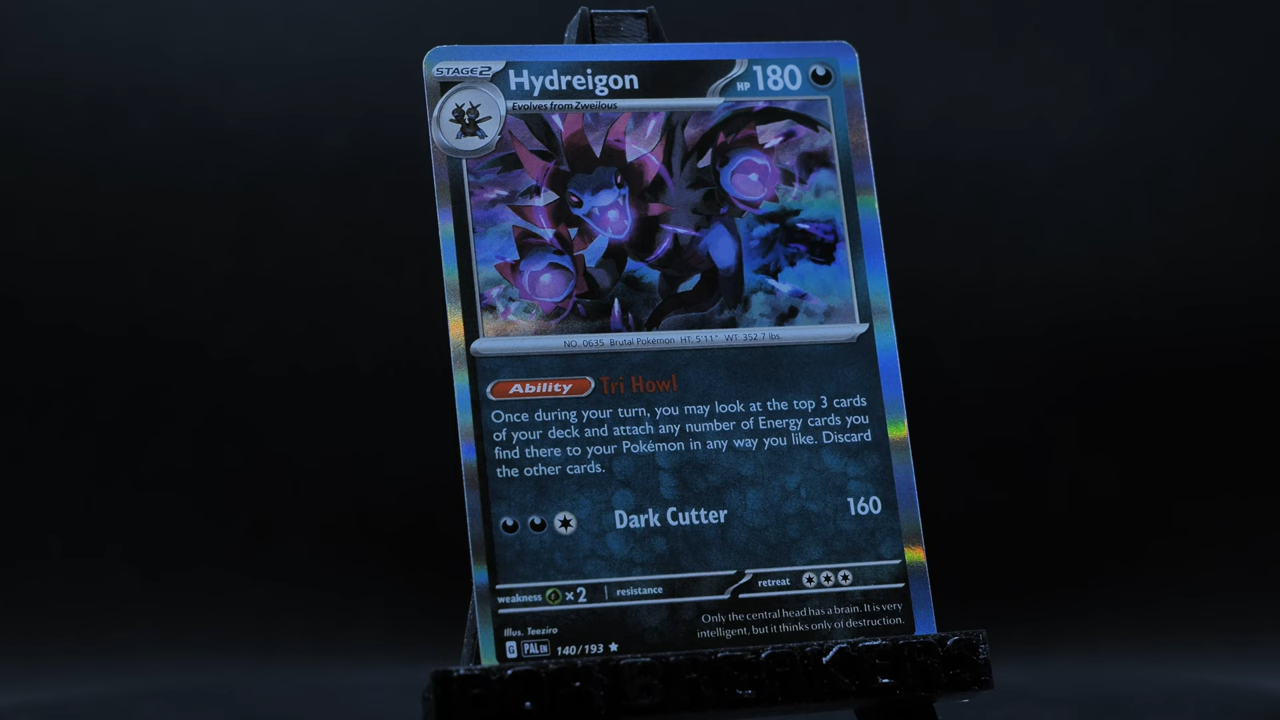 STAGE2 Hydreigon HP 180
Evolves from Zweilous
NO. 0635 Brutal Pokémon HT: 5'11" WT: 352.7 lbs.
Ability Tri Howl
Once during your turn, you may look at the top 3 cards
of your deck and attach any number of Energy cards you
find there to your Pokémon in any way you like. Discard
the other cards.
Dark Cutter 160
weakness ×2 resistance retreat
Only the central head has a brain. It is very
intelligent, but it thinks only of destruction.
Illus. Teeziro
G PAL EN 140/193